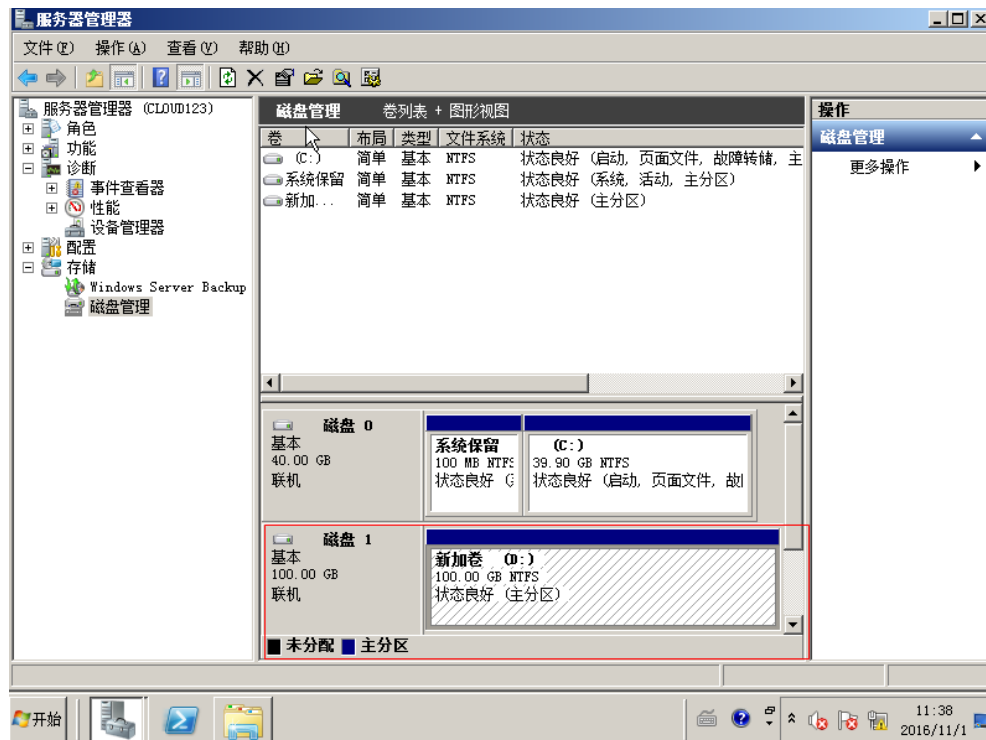 服务器管理器
文件(F) 操作(A) 查看(V) 帮助(H)
服务器管理器 (CLOUD123)
角色
功能
诊断
事件查看器
性能
设备管理器
配置
存储
Windows Server Backup
磁盘管理
磁盘管理 卷列表 + 图形视图
卷 布局 类型 文件系统 状态
(C:) 简单 基本 NTFS 状态良好 (启动, 页面文件, 故障转储, 主
系统保留 简单 基本 NTFS 状态良好 (系统, 活动, 主分区)
新加... 简单 基本 NTFS 状态良好 (主分区)
磁盘 0
基本
40.00 GB
联机
系统保留
100 MB NTFS
状态良好 (
(C:)
39.90 GB NTFS
状态良好 (启动, 页面文件, 故
磁盘 1
基本
100.00 GB
联机
新加卷 (D:)
100.00 GB NTFS
状态良好 (主分区)
未分配 主分区
操作
磁盘管理
更多操作
开始
11:38
2016/11/1